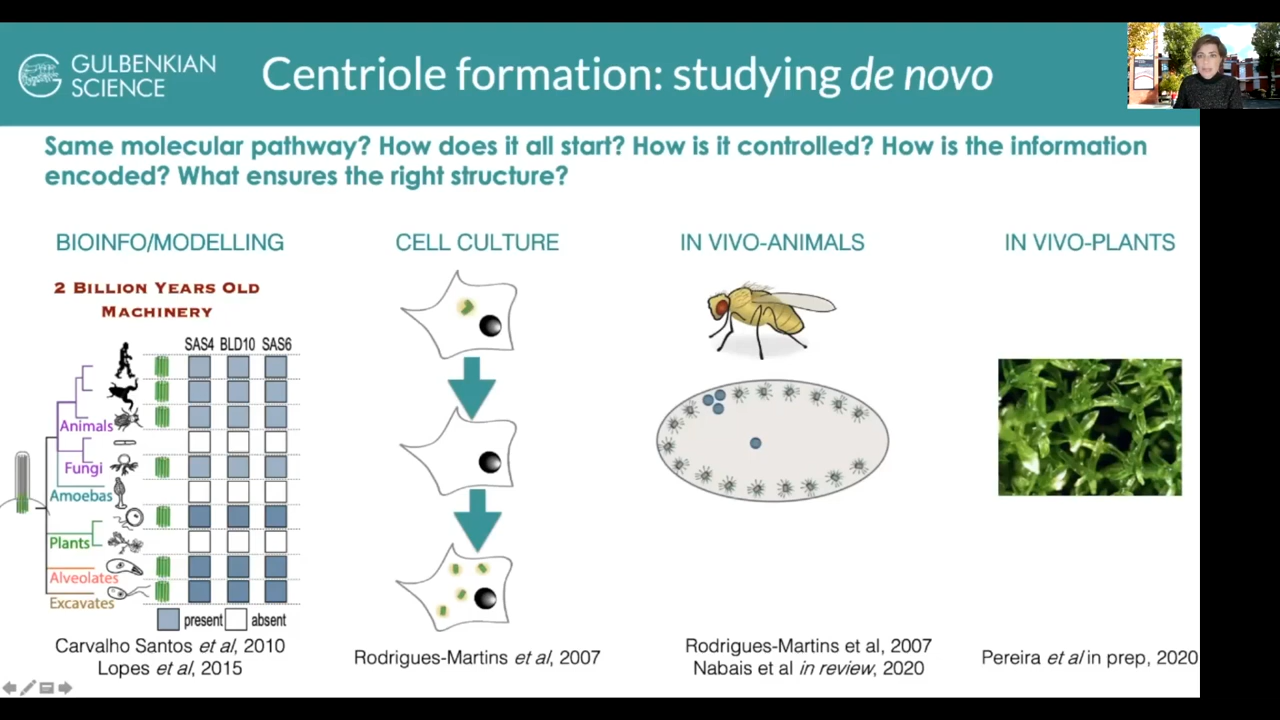 GULBENKIAN
SCIENCE
Centriole formation: studying de novo
Same molecular pathway? How does it all start? How is it controlled? How is the information
encoded? What ensures the right structure?
BIOINFO/MODELLING
CELL CULTURE
IN VIVO-ANIMALS
IN VIVO-PLANTS
2 BILLION YEARS OLD
MACHINERY
SAS4 BLD10 SAS6
Animals
Fungi
Amoebas
Plants
Alveolates
Excavates
present absent
Carvalho Santos et al, 2010
Lopes et al, 2015
Rodrigues-Martins et al, 2007
Rodrigues-Martins et al, 2007
Nabais et al in review, 2020
Pereira et al in prep, 2020